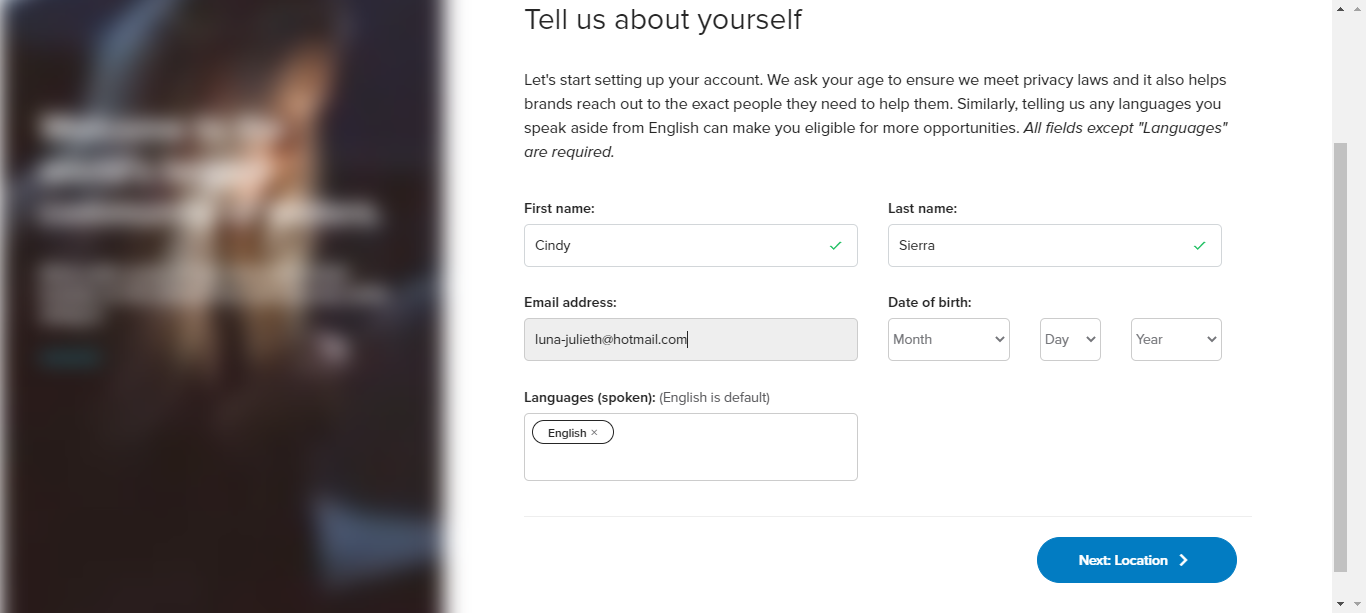 Tell us about yourself
Let's start setting up your account. We ask your age to ensure we meet privacy laws and it also helps
brands reach out to the exact people they need to help them. Similarly, telling us any languages you
speak aside from English can make you eligible for more opportunities. All fields except "Languages"
are required.
First name:
Last name:
Cindy
Sierra
Email address:
Date of birth:
luna-julieth@hotmail.com
Month
Day
Year
Languages (spoken): (English is default)
English ×
Next: Location